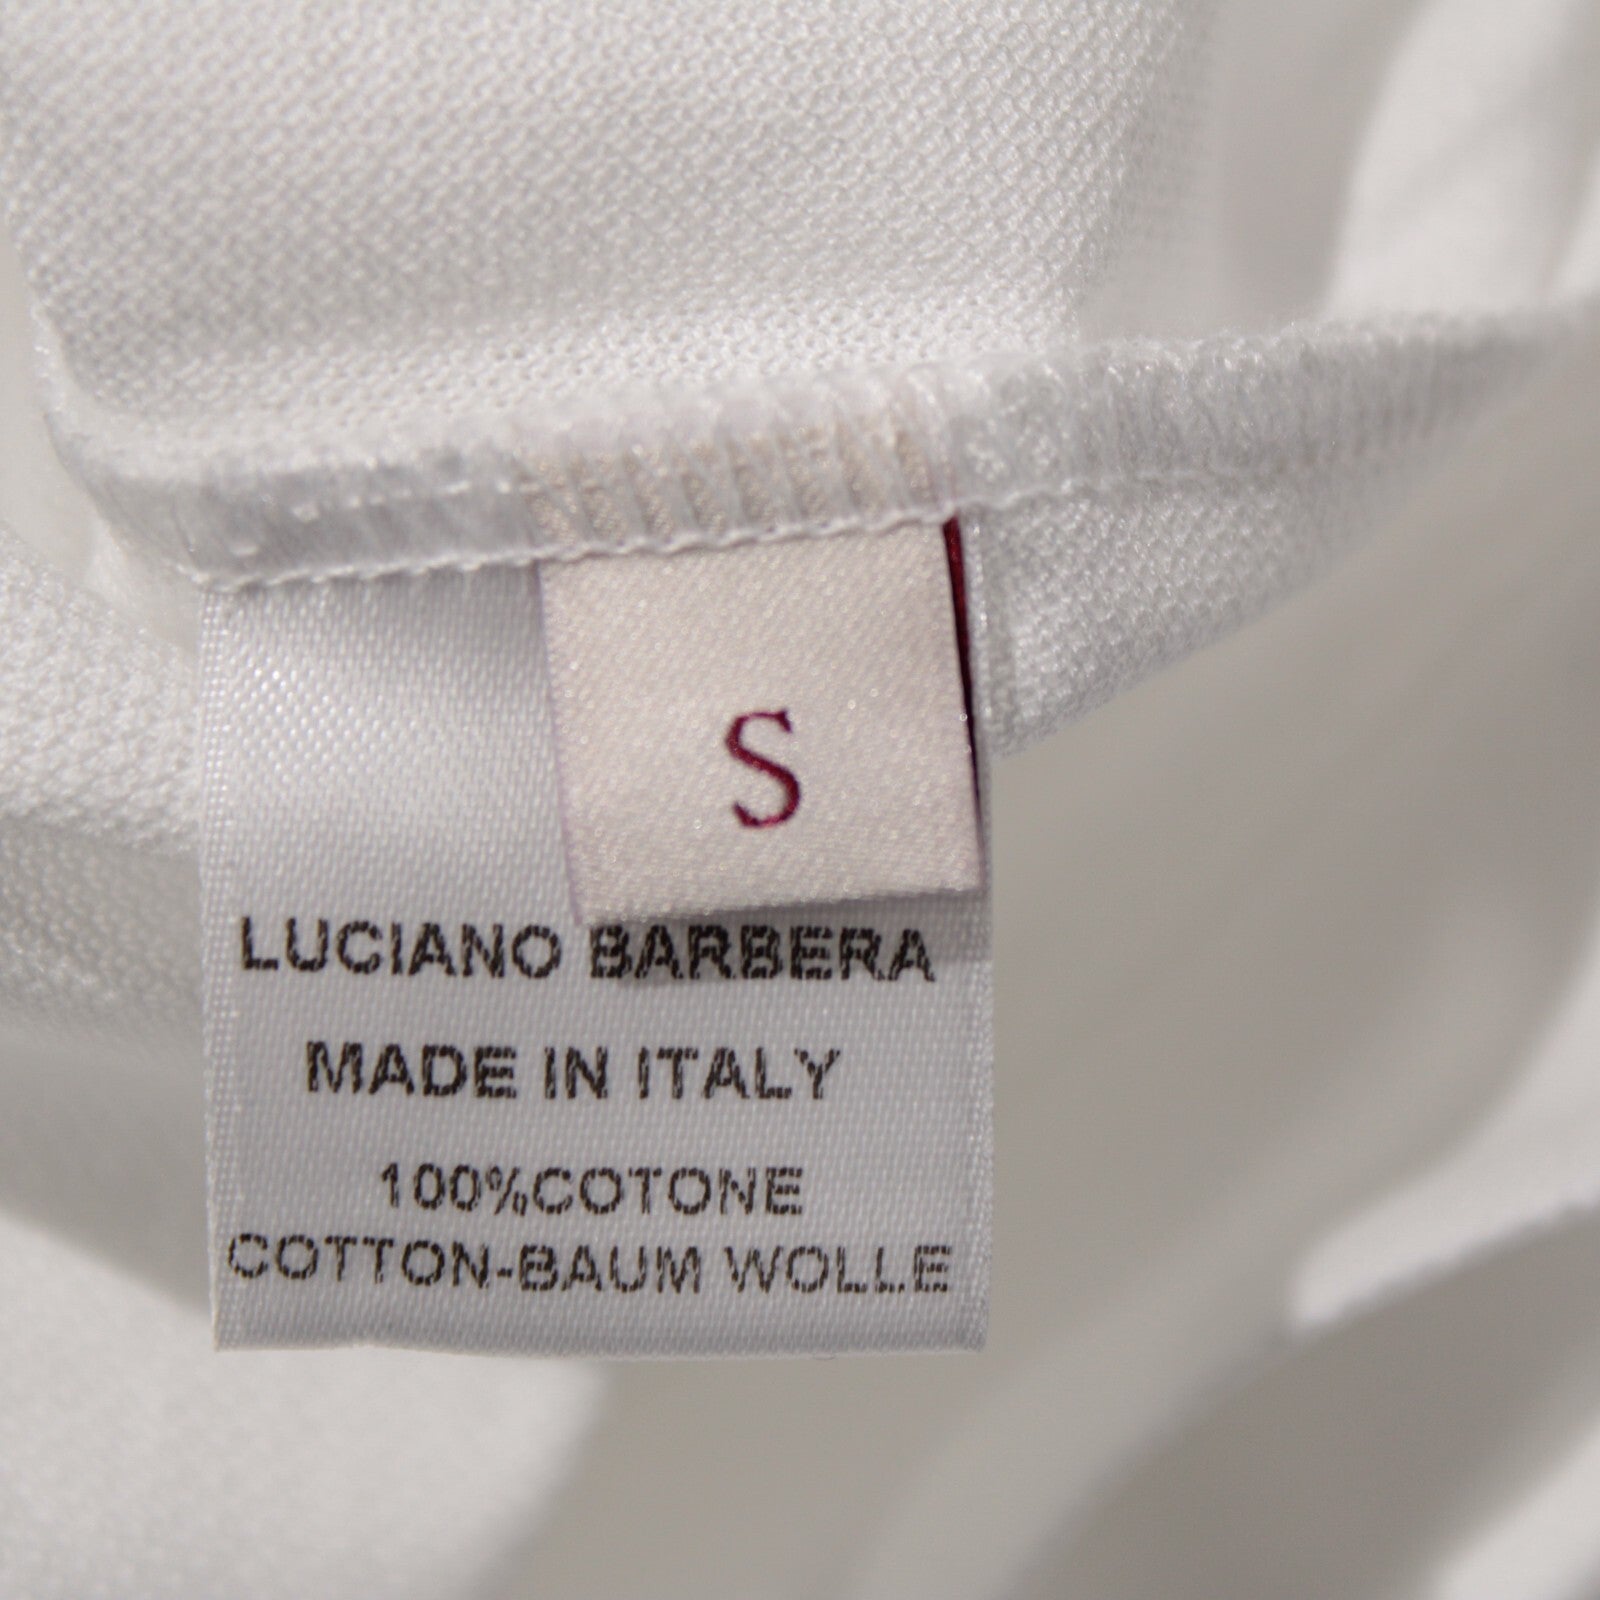 S
LUCIANO BARBERA
MADE IN ITALY
100%COTONE
COTTON-BAUM WOLLE